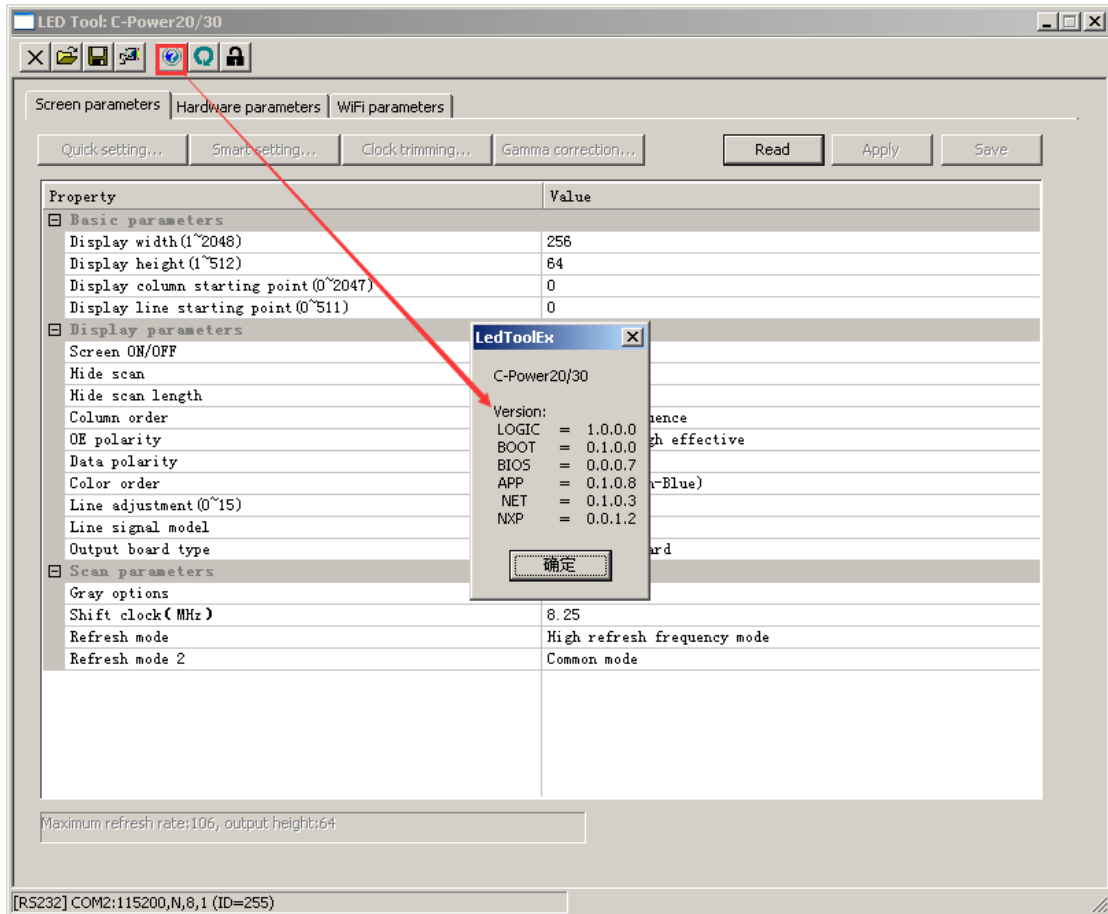 LED Tool: C-Power20/30
Screen parameters Hardware parameters WiFi parameters
Quick setting... Smart setting... Clock trimming... Gamma correction... Read Apply Save
Property Value
Basic parameters
Display width(1~2048) 256
Display height(1~512) 64
Display column starting point(0~2047) 0
Display line starting point(0~511) 0
Display parameters
Screen ON/OFF
Hide scan
Hide scan length
Column order
OE polarity effective
Data polarity
Color order -Blue)
Line adjustment(0~15)
Line signal model
Output board type
Scan parameters
Gray options
Shift clock(MHz) 8.25
Refresh mode High refresh frequency mode
Refresh mode 2 Common mode
LedToolEx
C-Power20/30
Version:
LOGIC = 1.0.0.0
BOOT = 0.1.0.0
BIOS = 0.0.0.7
APP = 0.1.0.8
NET = 0.1.0.3
NXP = 0.0.1.2
确定
Maximum refresh rate:106, output height:64
[RS232] COM2:115200,N,8,1 (ID=255)